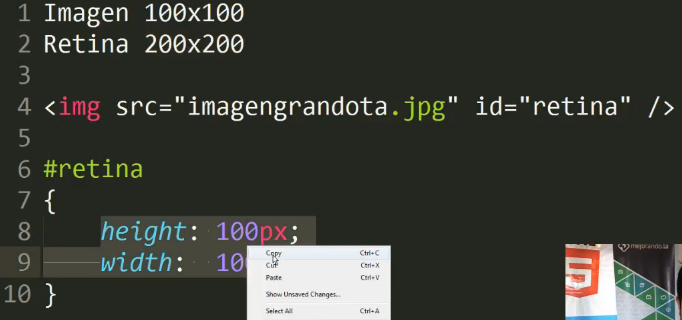 1 Imagen 100x100
2 Retina 200x200
3
4 <img src="imagengrandota.jpg" id="retina" />
5
6 #retina
7 {
8 height: 100px;
9 width: 10
10 }
Copy Ctrl+C
Cut Ctrl+X
Paste Ctrl+V
Show Unsaved Changes...
Select All Ctrl+A
5
mejorando.la